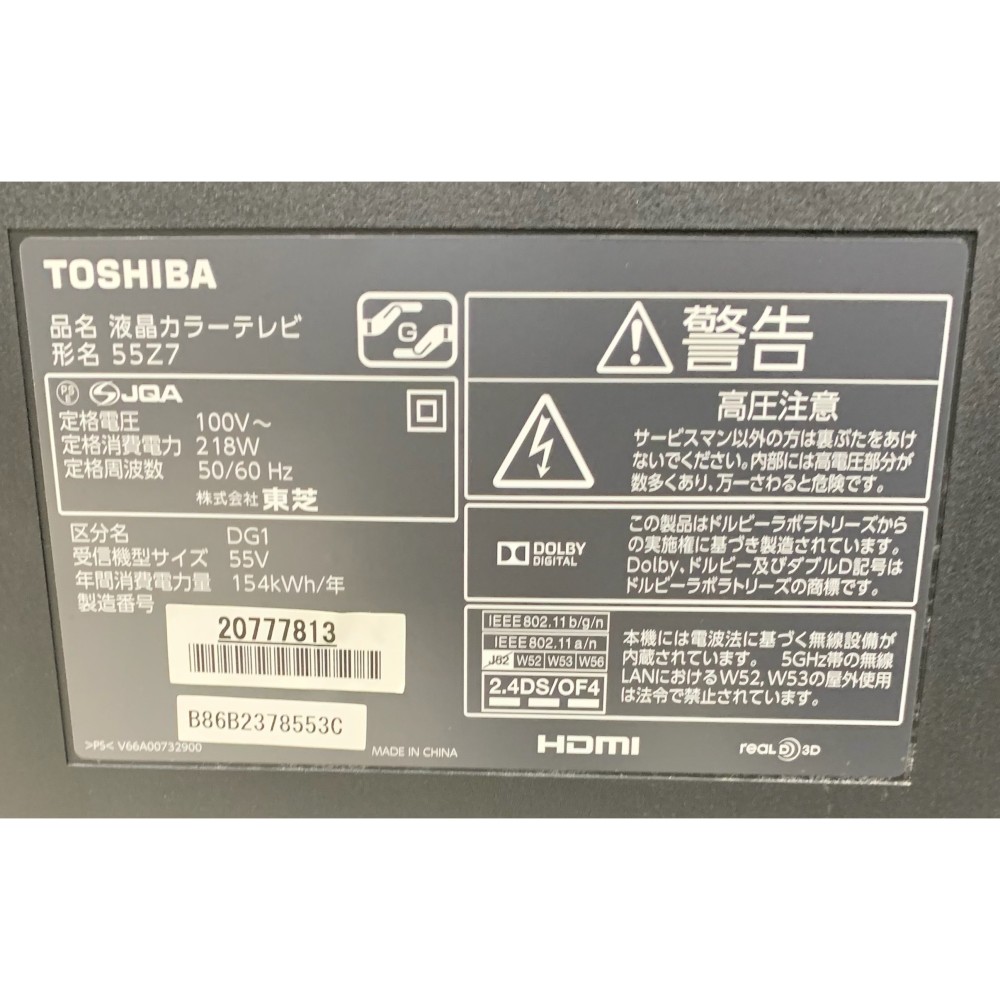 TOSHIBA
品名 液晶カラーテレビ
形名 55Z7
G
PS
E
JQA
定格電圧 100V～
定格消費電力 218W
定格周波数 50/60 Hz
株式会社 東芝
区分名 DG1
受信機型サイズ 55V
年間消費電力量 154kWh/年
製造番号
20777813
B86B2378553C
>PS< V66A00732900
MADE IN CHINA
警告
高圧注意
サービスマン以外の方は裏ぶたをあけ
ないでください。内部には高電圧部分が
数多くあり、万一さわると危険です。
DOLBY
DIGITAL
この製品はドルビーラボラトリーズから
の実施権に基づき製造されています。
Dolby、ドルビー及びダブルD記号は
ドルビーラボラトリーズの商標です。
IEEE802.11b/g/n
IEEE802.11a/n
J52 W52 W53 W56
2.4DS/OF4
本機には電波法に基づく無線設備が
内蔵されています。 5GHz帯の無線
LANにおけるW52, W53の屋外使用
は法令で禁止されています。
HDMI
REAL D 3D